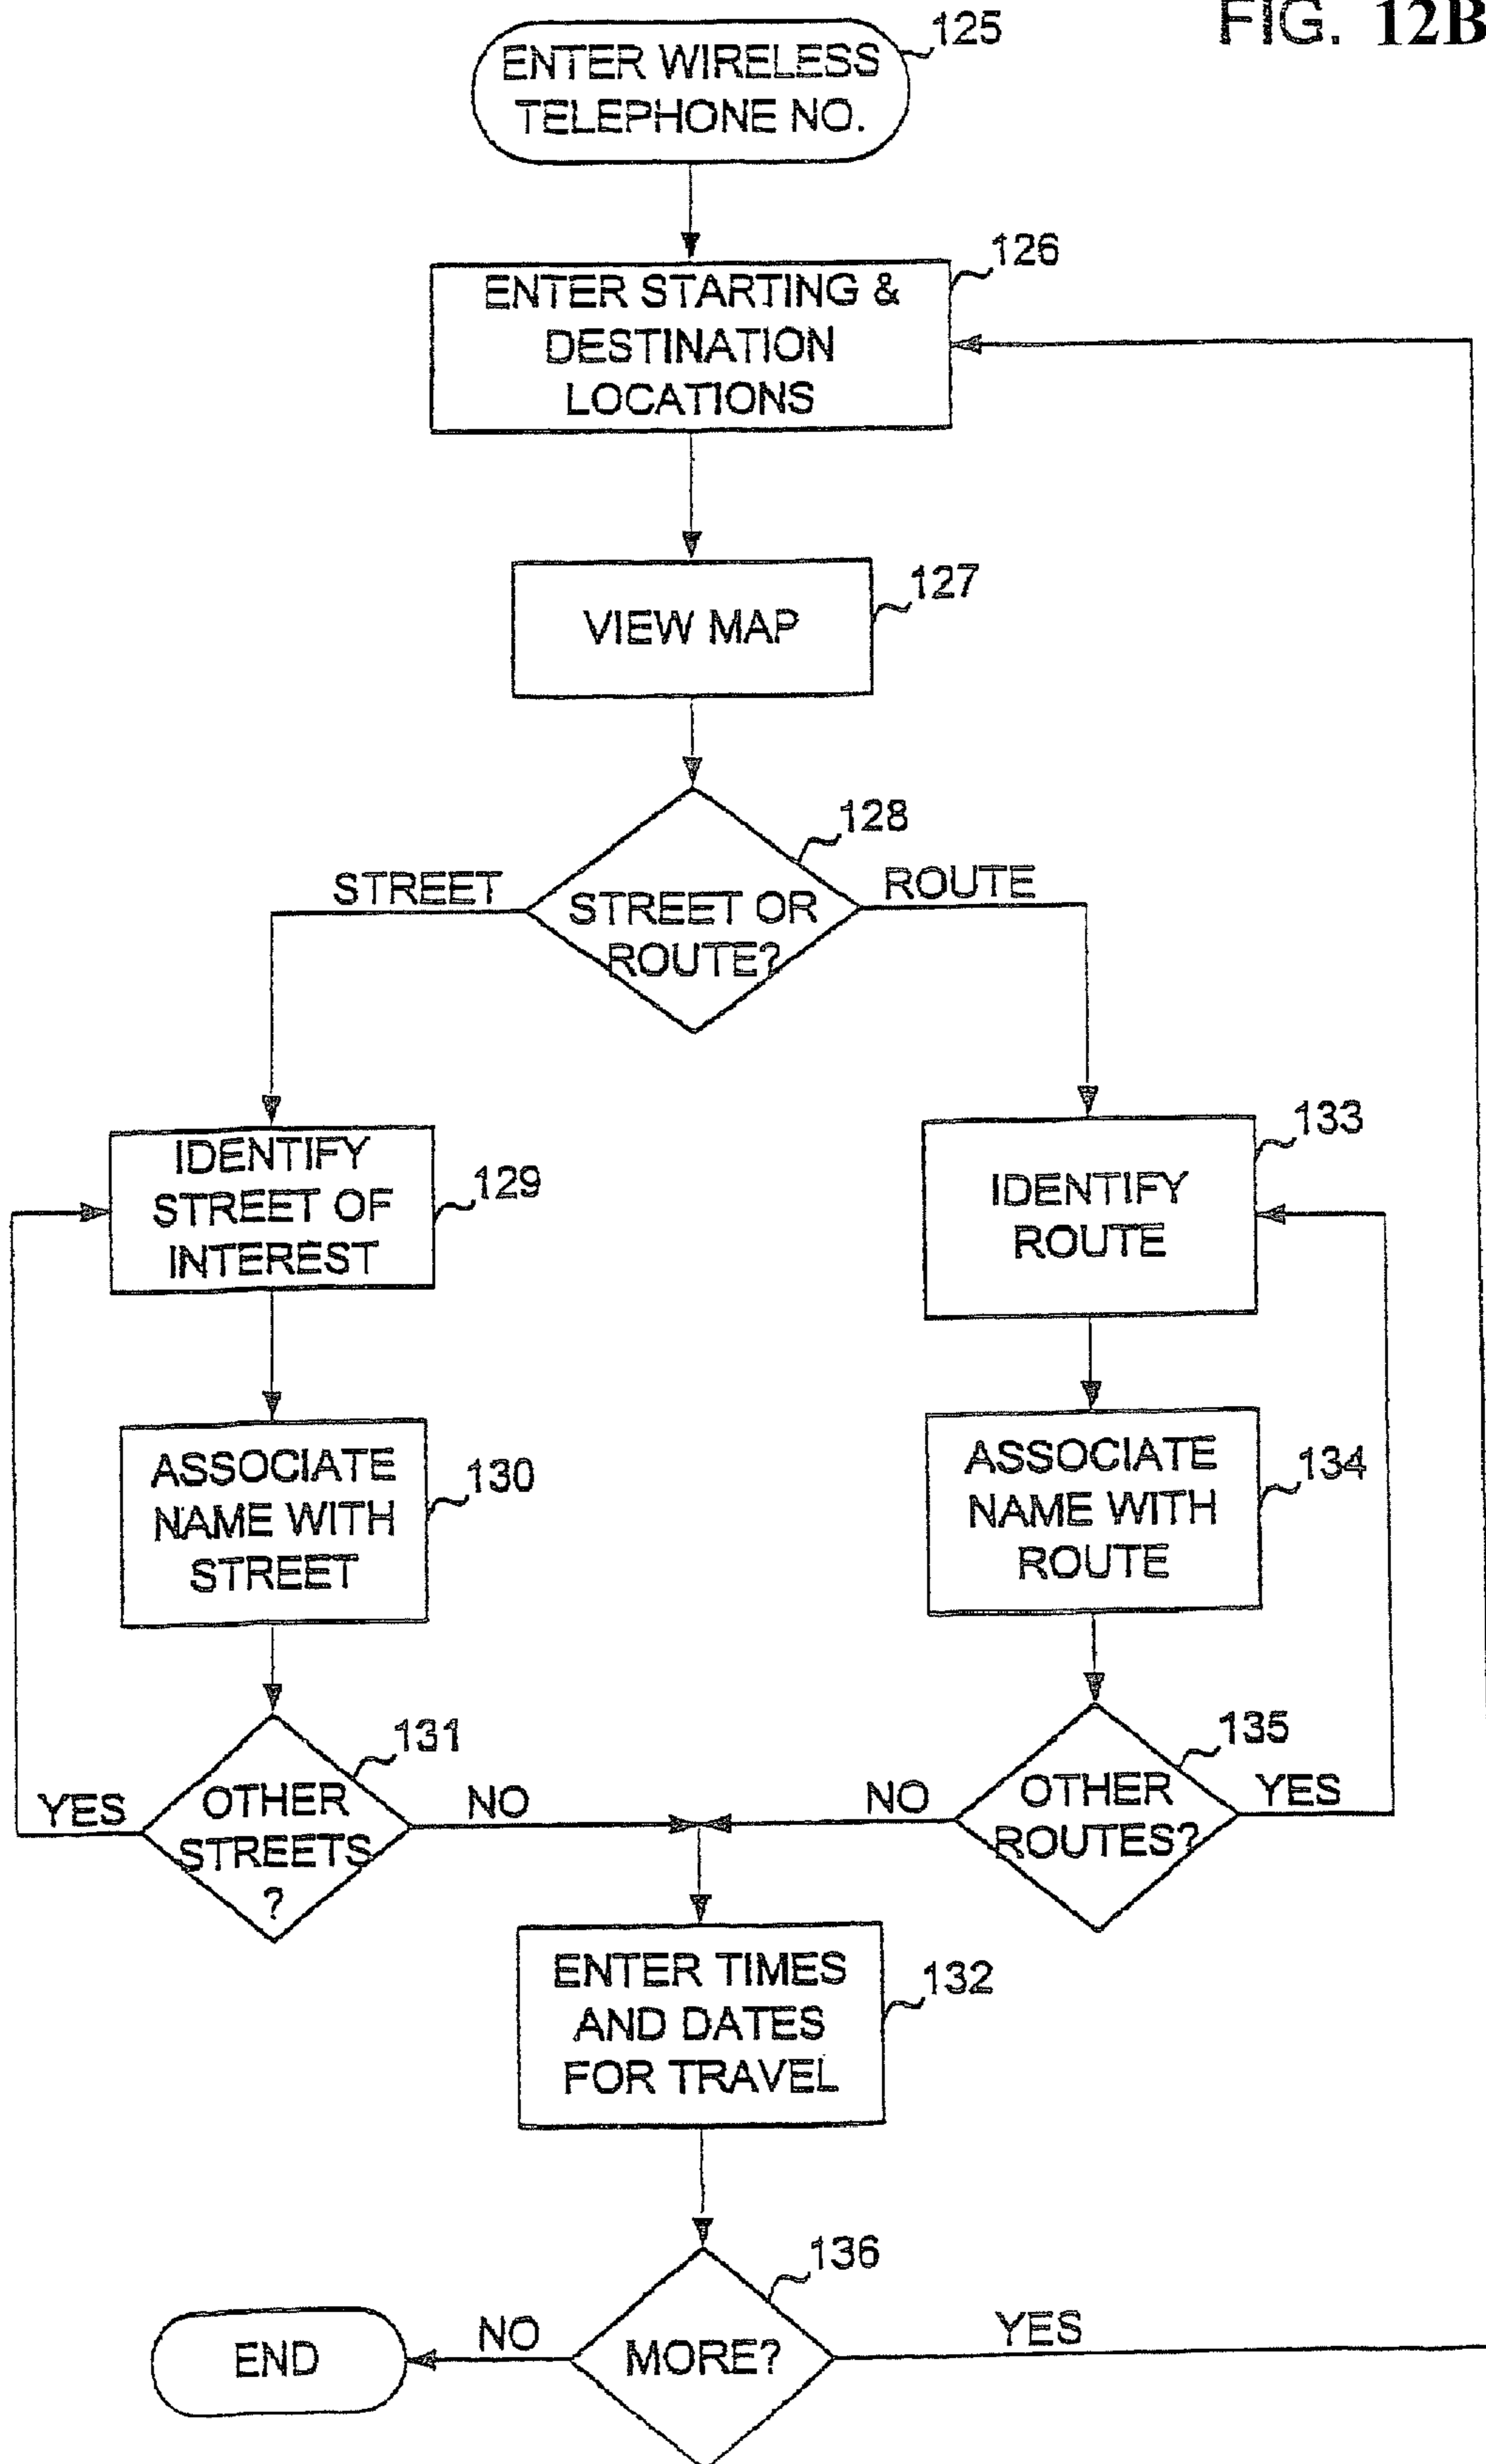 FIG. 12B
125
ENTER WIRELESS
TELEPHONE NO.
126
ENTER STARTING &
DESTINATION
LOCATIONS
127
VIEW MAP
128
STREET
ROUTE
STREET OR
ROUTE?
129
IDENTIFY
STREET OF
INTEREST
133
IDENTIFY
ROUTE
130
ASSOCIATE
NAME WITH
STREET
134
ASSOCIATE
NAME WITH
ROUTE
131
YES
OTHER
STREETS
?
NO
135
NO
OTHER
ROUTES?
YES
132
ENTER TIMES
AND DATES
FOR TRAVEL
136
END
NO
MORE?
YES